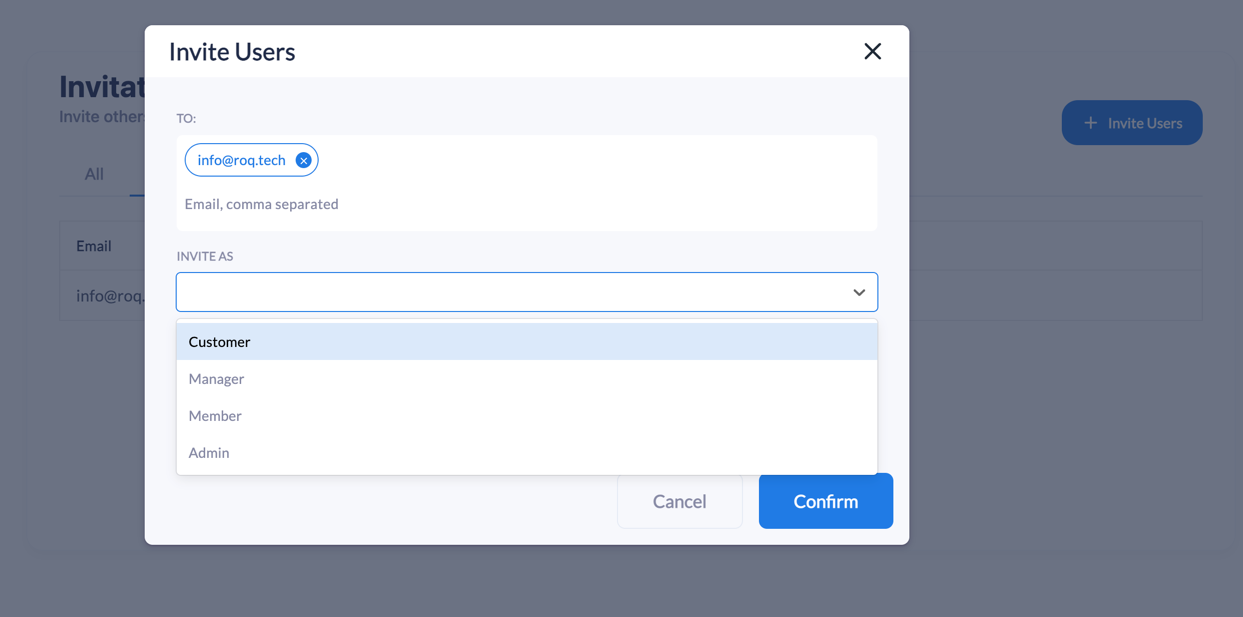 Invite Users
Invitat
Invite other
+ Invite Users
All
TO:
info@roq.tech
Email, comma separated
Email
info@roq.
INVITE AS
Customer
Manager
Member
Admin
Cancel
Confirm